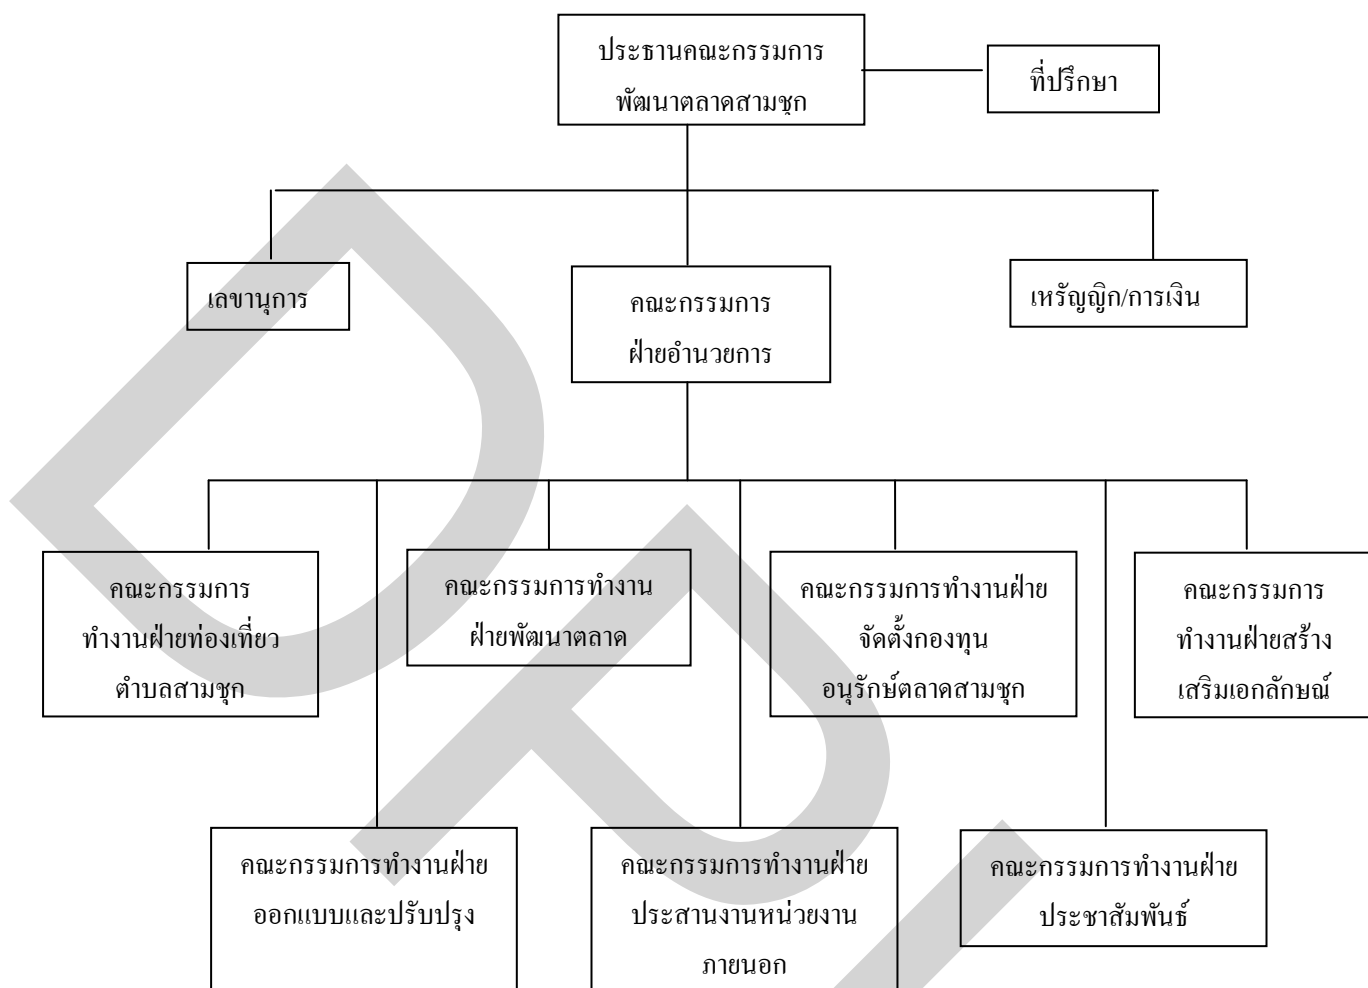 ประธานคณะกรรมการ
พัฒนาตลาดสามชุก
ที่ปรึกษา
เลขานุการ
คณะกรรมการ
ฝ่ายอำนวยการ
เหรัญญิก/การเงิน
คณะกรรมการ
ทำงานฝ่ายท่องเที่ยว
ตำบลสามชุก
คณะกรรมการทำงาน
ฝ่ายพัฒนาตลาด
คณะกรรมการทำงานฝ่าย
จัดตั้งกองทุน
อนุรักษ์ตลาดสามชุก
คณะกรรมการ
ทำงานฝ่ายสร้าง
เสริมเอกลักษณ์
คณะกรรมการทำงานฝ่าย
ออกแบบและปรับปรุง
คณะกรรมการทำงานฝ่าย
ประสานงานหน่วยงาน
ภายนอก
คณะกรรมการทำงานฝ่าย
ประชาสัมพันธ์